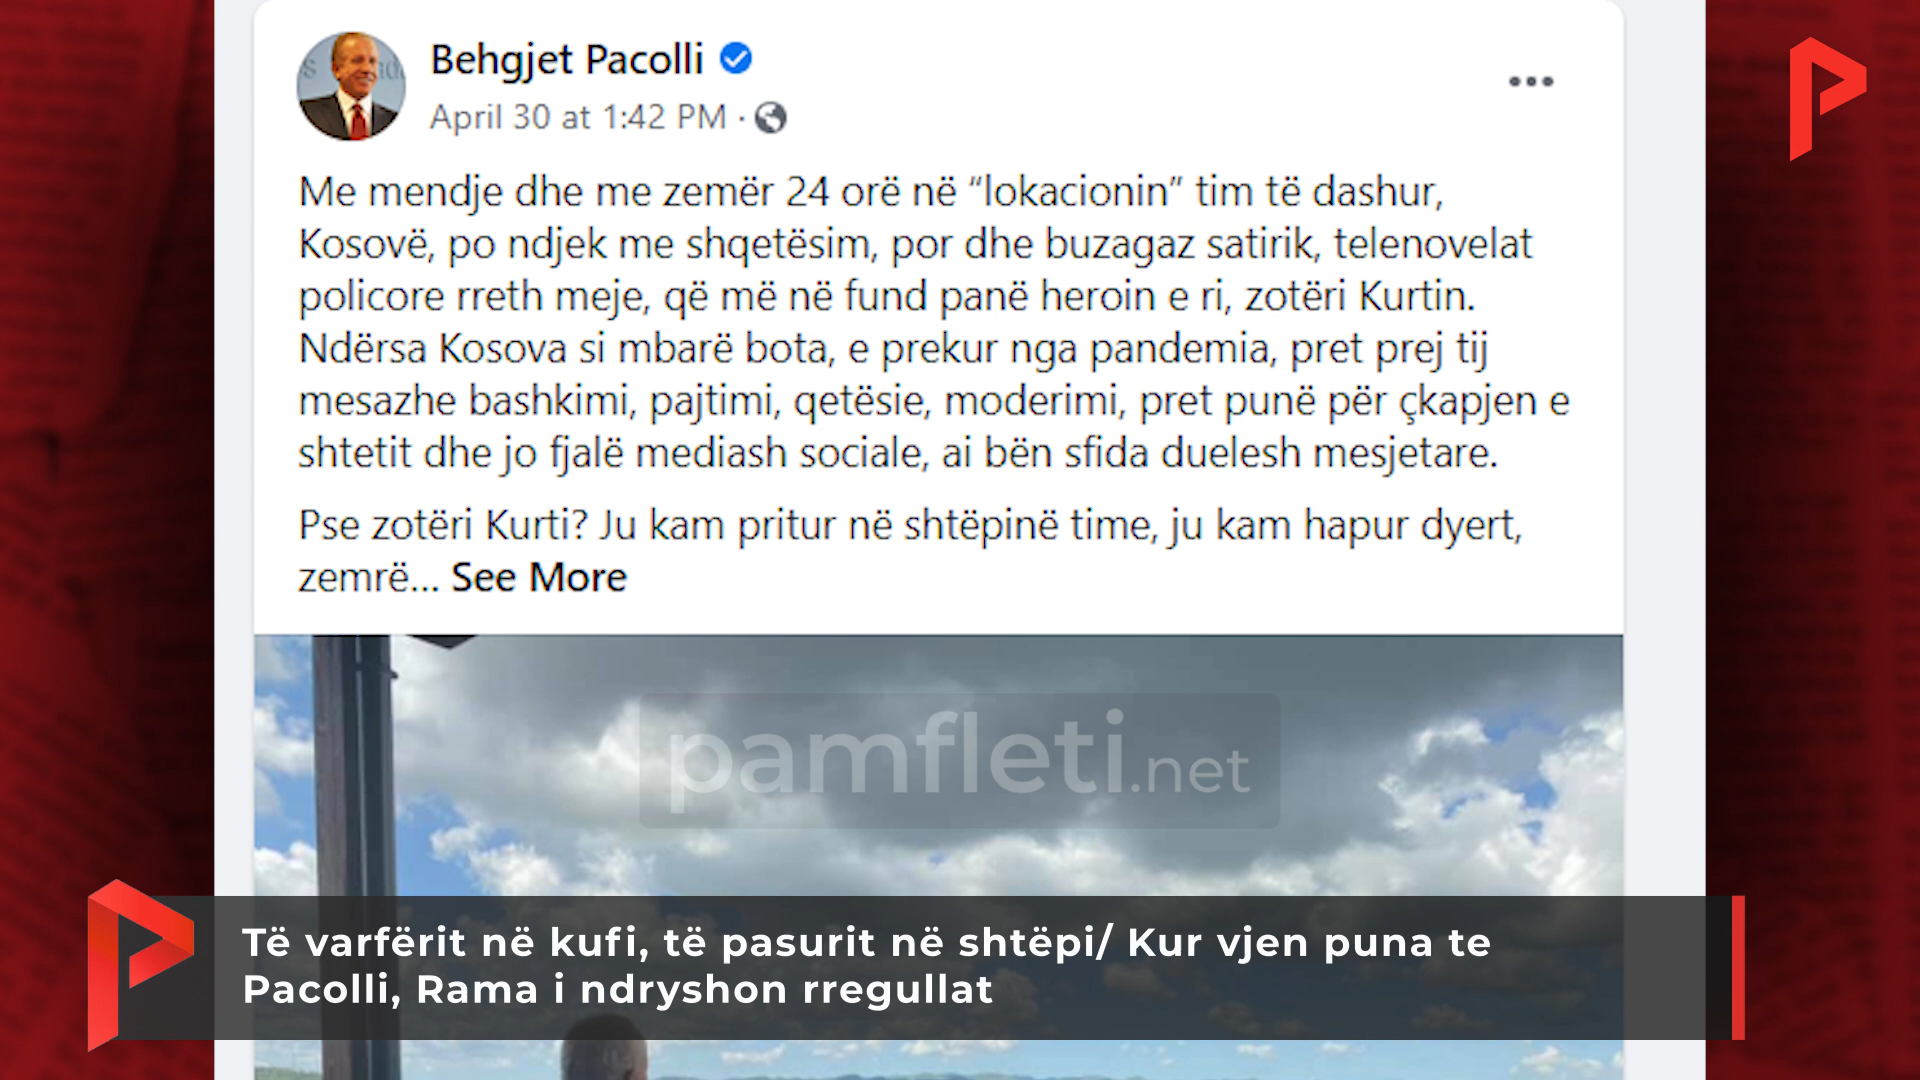 Behgjet Pacolli
April 30 at 1:42 PM ·
Me mendje dhe me zemër 24 orë në “lokacionin” tim të dashur,
Kosovë, po ndjek me shqetësim, por dhe buzagaz satirik, telenovelat
policore rreth meje, që më në fund panë heroin e ri, zotëri Kurtin.
Ndërsa Kosova si mbarë bota, e prekur nga pandemia, pret prej tij
mesazhe bashkimi, pajtimi, qetësie, moderimi, pret punë për çkapjen e
shtetit dhe jo fjalë mediash sociale, ai bën sfida duelesh mesjetare.
Pse zotëri Kurti? Ju kam pritur në shtëpinë time, ju kam hapur dyert,
zemrë... See More
pamfleti.net
Të varfërit në kufi, të pasurit në shtëpi/ Kur vjen puna te
Pacolli, Rama i ndryshon rregullat